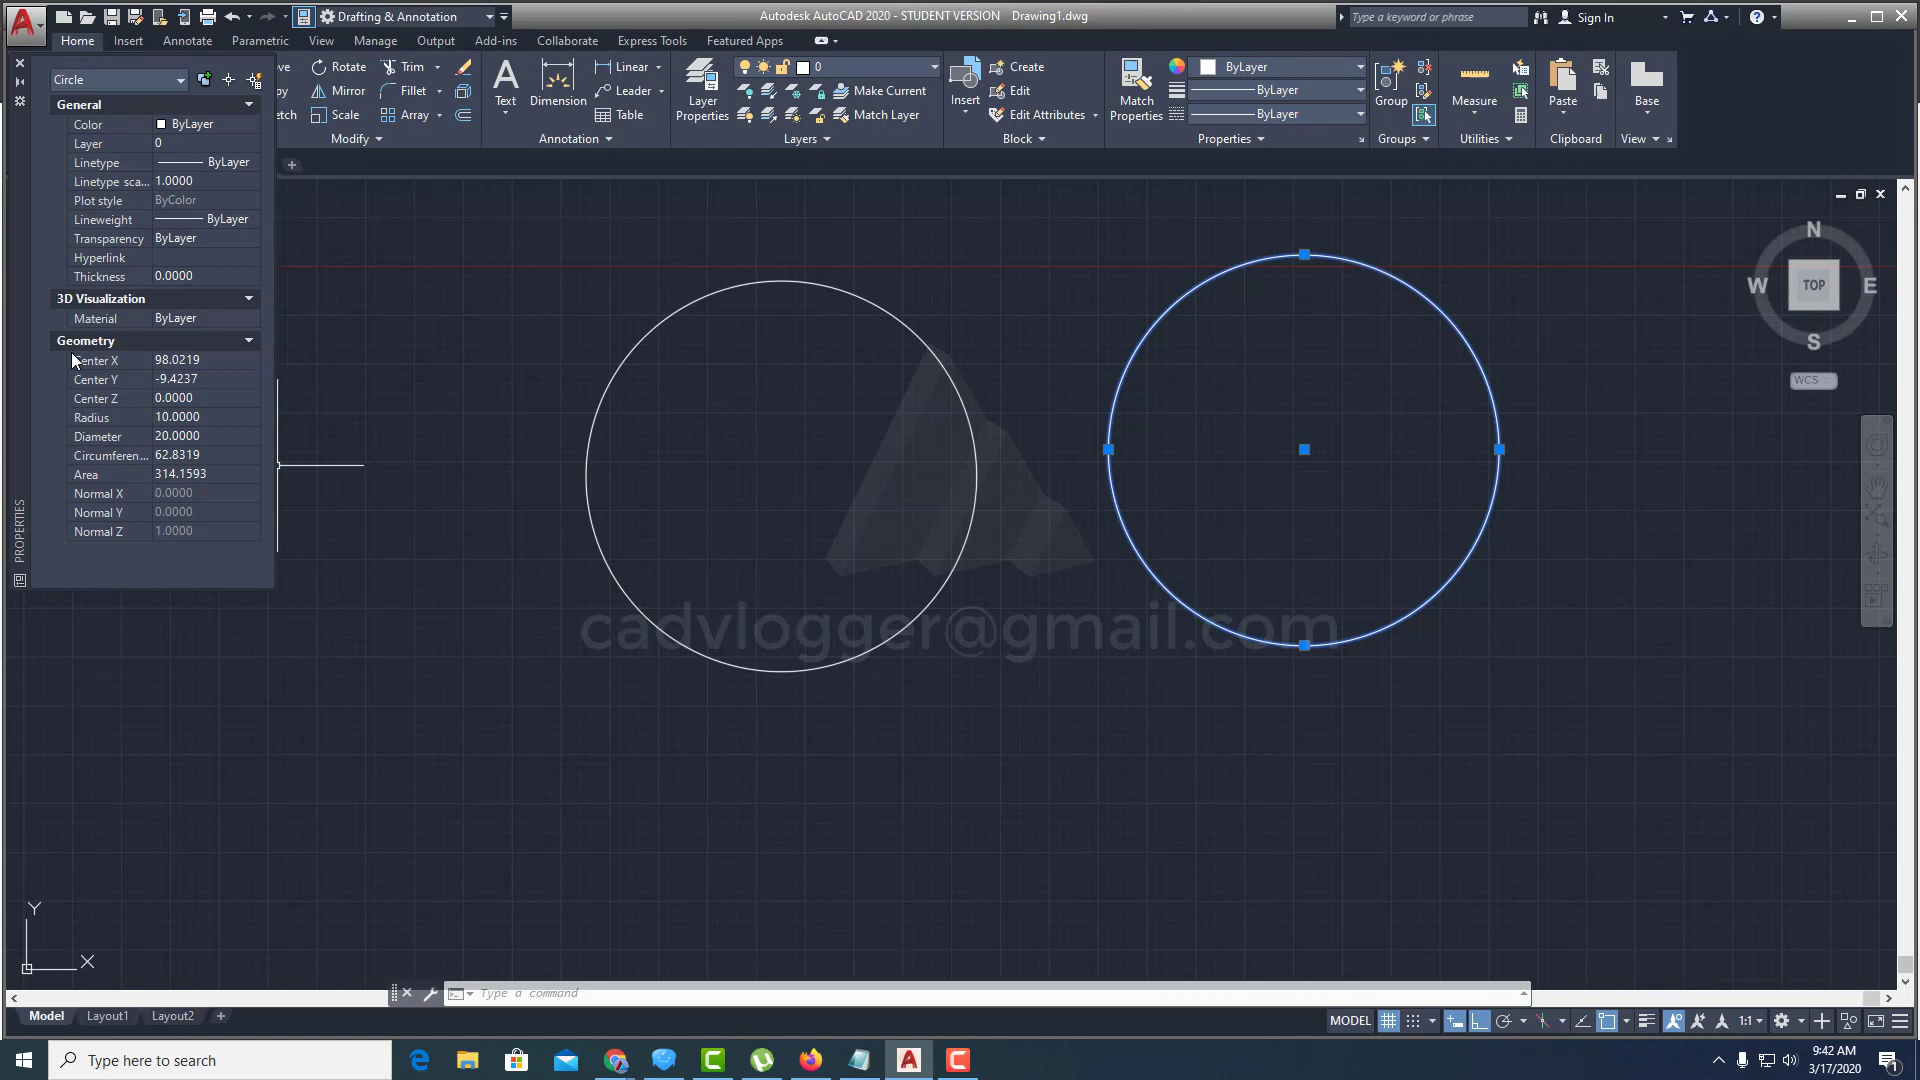 Drafting & Annotation
Autodesk AutoCAD 2020 - STUDENT VERSION Drawing1.dwg
Type a keyword or phrase
Sign In
Home Insert Annotate Parametric View Manage Output Add-ins Collaborate Express Tools Featured Apps
Circle
Rotate Trim
Mirror Fillet
Scale Array
Modify
Text
Dimension
Linear
Leader
Table
Annotation
Layer Properties
0
Make Current
Match Layer
Layers
Insert
Create
Edit
Edit Attributes
Block
Match Properties
ByLayer
ByLayer
ByLayer
Properties
Group
Groups
Measure
Utilities
Paste
Clipboard
Base
View
General
Color ByLayer
Layer 0
Linetype ByLayer
Linetype sca... 1.0000
Plot style ByColor
Lineweight ByLayer
Transparency ByLayer
Hyperlink
Thickness 0.0000
3D Visualization
Material ByLayer
Geometry
Center X 98.0219
Center Y -9.4237
Center Z 0.0000
Radius 10.0000
Diameter 20.0000
Circumferen... 62.8319
Area 314.1593
Normal X 0.0000
Normal Y 0.0000
Normal Z 1.0000
PROPERTIES
N
W TOP E
S
WCS
cadvlogger@gmail.com
Y
X
Type a command
Model Layout1 Layout2
MODEL
1:1
Type here to search
9:42 AM
3/17/2020
1